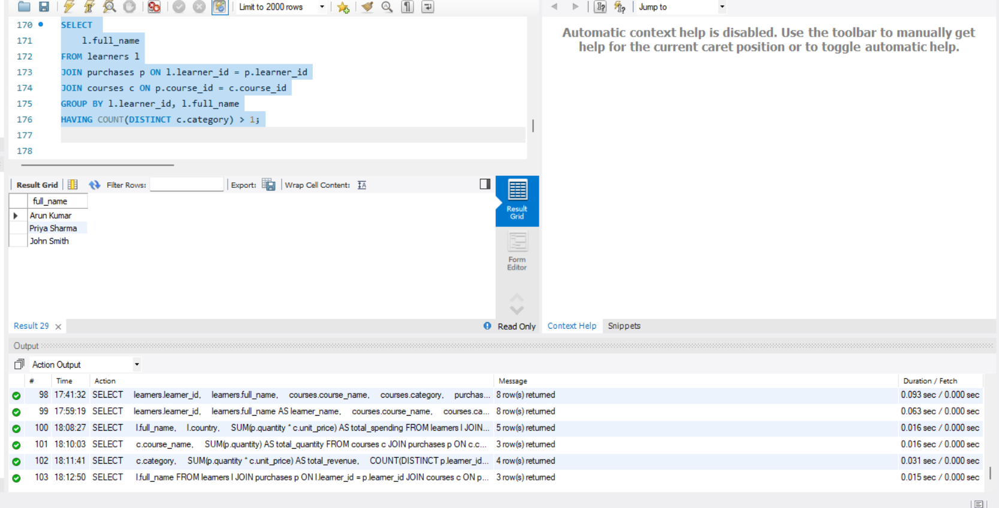 Limit to 2000 rows
Jump to
170 SELECT
171 l.full_name
172 FROM learners l
173 JOIN purchases p ON l.learner_id = p.learner_id
174 JOIN courses c ON p.course_id = c.course_id
175 GROUP BY l.learner_id, l.full_name
176 HAVING COUNT(DISTINCT c.category) > 1;
177
178
Automatic context help is disabled. Use the toolbar to manually get
help for the current caret position or to toggle automatic help.
Result Grid Filter Rows: Export: Wrap Cell Content:
full_name
Arun Kumar
Priya Sharma
John Smith
Result
Grid
Form
Editor
Result 29 Read Only
Context Help Snippets
Output
Action Output
# Time Action Message Duration / Fetch
98 17:41:32 SELECT learners.learner_id, learners.full_name, courses.course_name, courses.category, purchas... 8 row(s) returned 0.093 sec / 0.000 sec
99 17:59:19 SELECT learners.learner_id, learners.full_name AS learner_name, courses.course_name, courses.ca... 8 row(s) returned 0.063 sec / 0.000 sec
100 18:08:27 SELECT l.full_name, l.country, SUM(p.quantity * c.unit_price) AS total_spending FROM learners l JOIN... 5 row(s) returned 0.016 sec / 0.000 sec
101 18:10:03 SELECT c.course_name, SUM(p.quantity) AS total_quantity FROM courses c JOIN purchases p ON c.c... 3 row(s) returned 0.016 sec / 0.000 sec
102 18:11:41 SELECT c.category, SUM(p.quantity * c.unit_price) AS total_revenue, COUNT(DISTINCT p.learner_id... 4 row(s) returned 0.031 sec / 0.000 sec
103 18:12:50 SELECT l.full_name FROM learners l JOIN purchases p ON l.learner_id = p.learner_id JOIN courses c ON p... 3 row(s) returned 0.015 sec / 0.000 sec